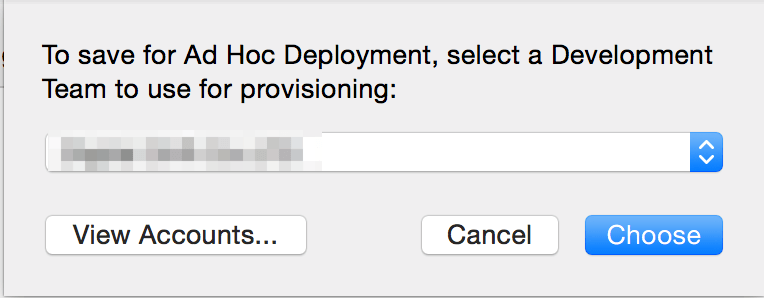 To save for Ad Hoc Deployment, select a Development
Team to use for provisioning:
View Accounts... Cancel Choose